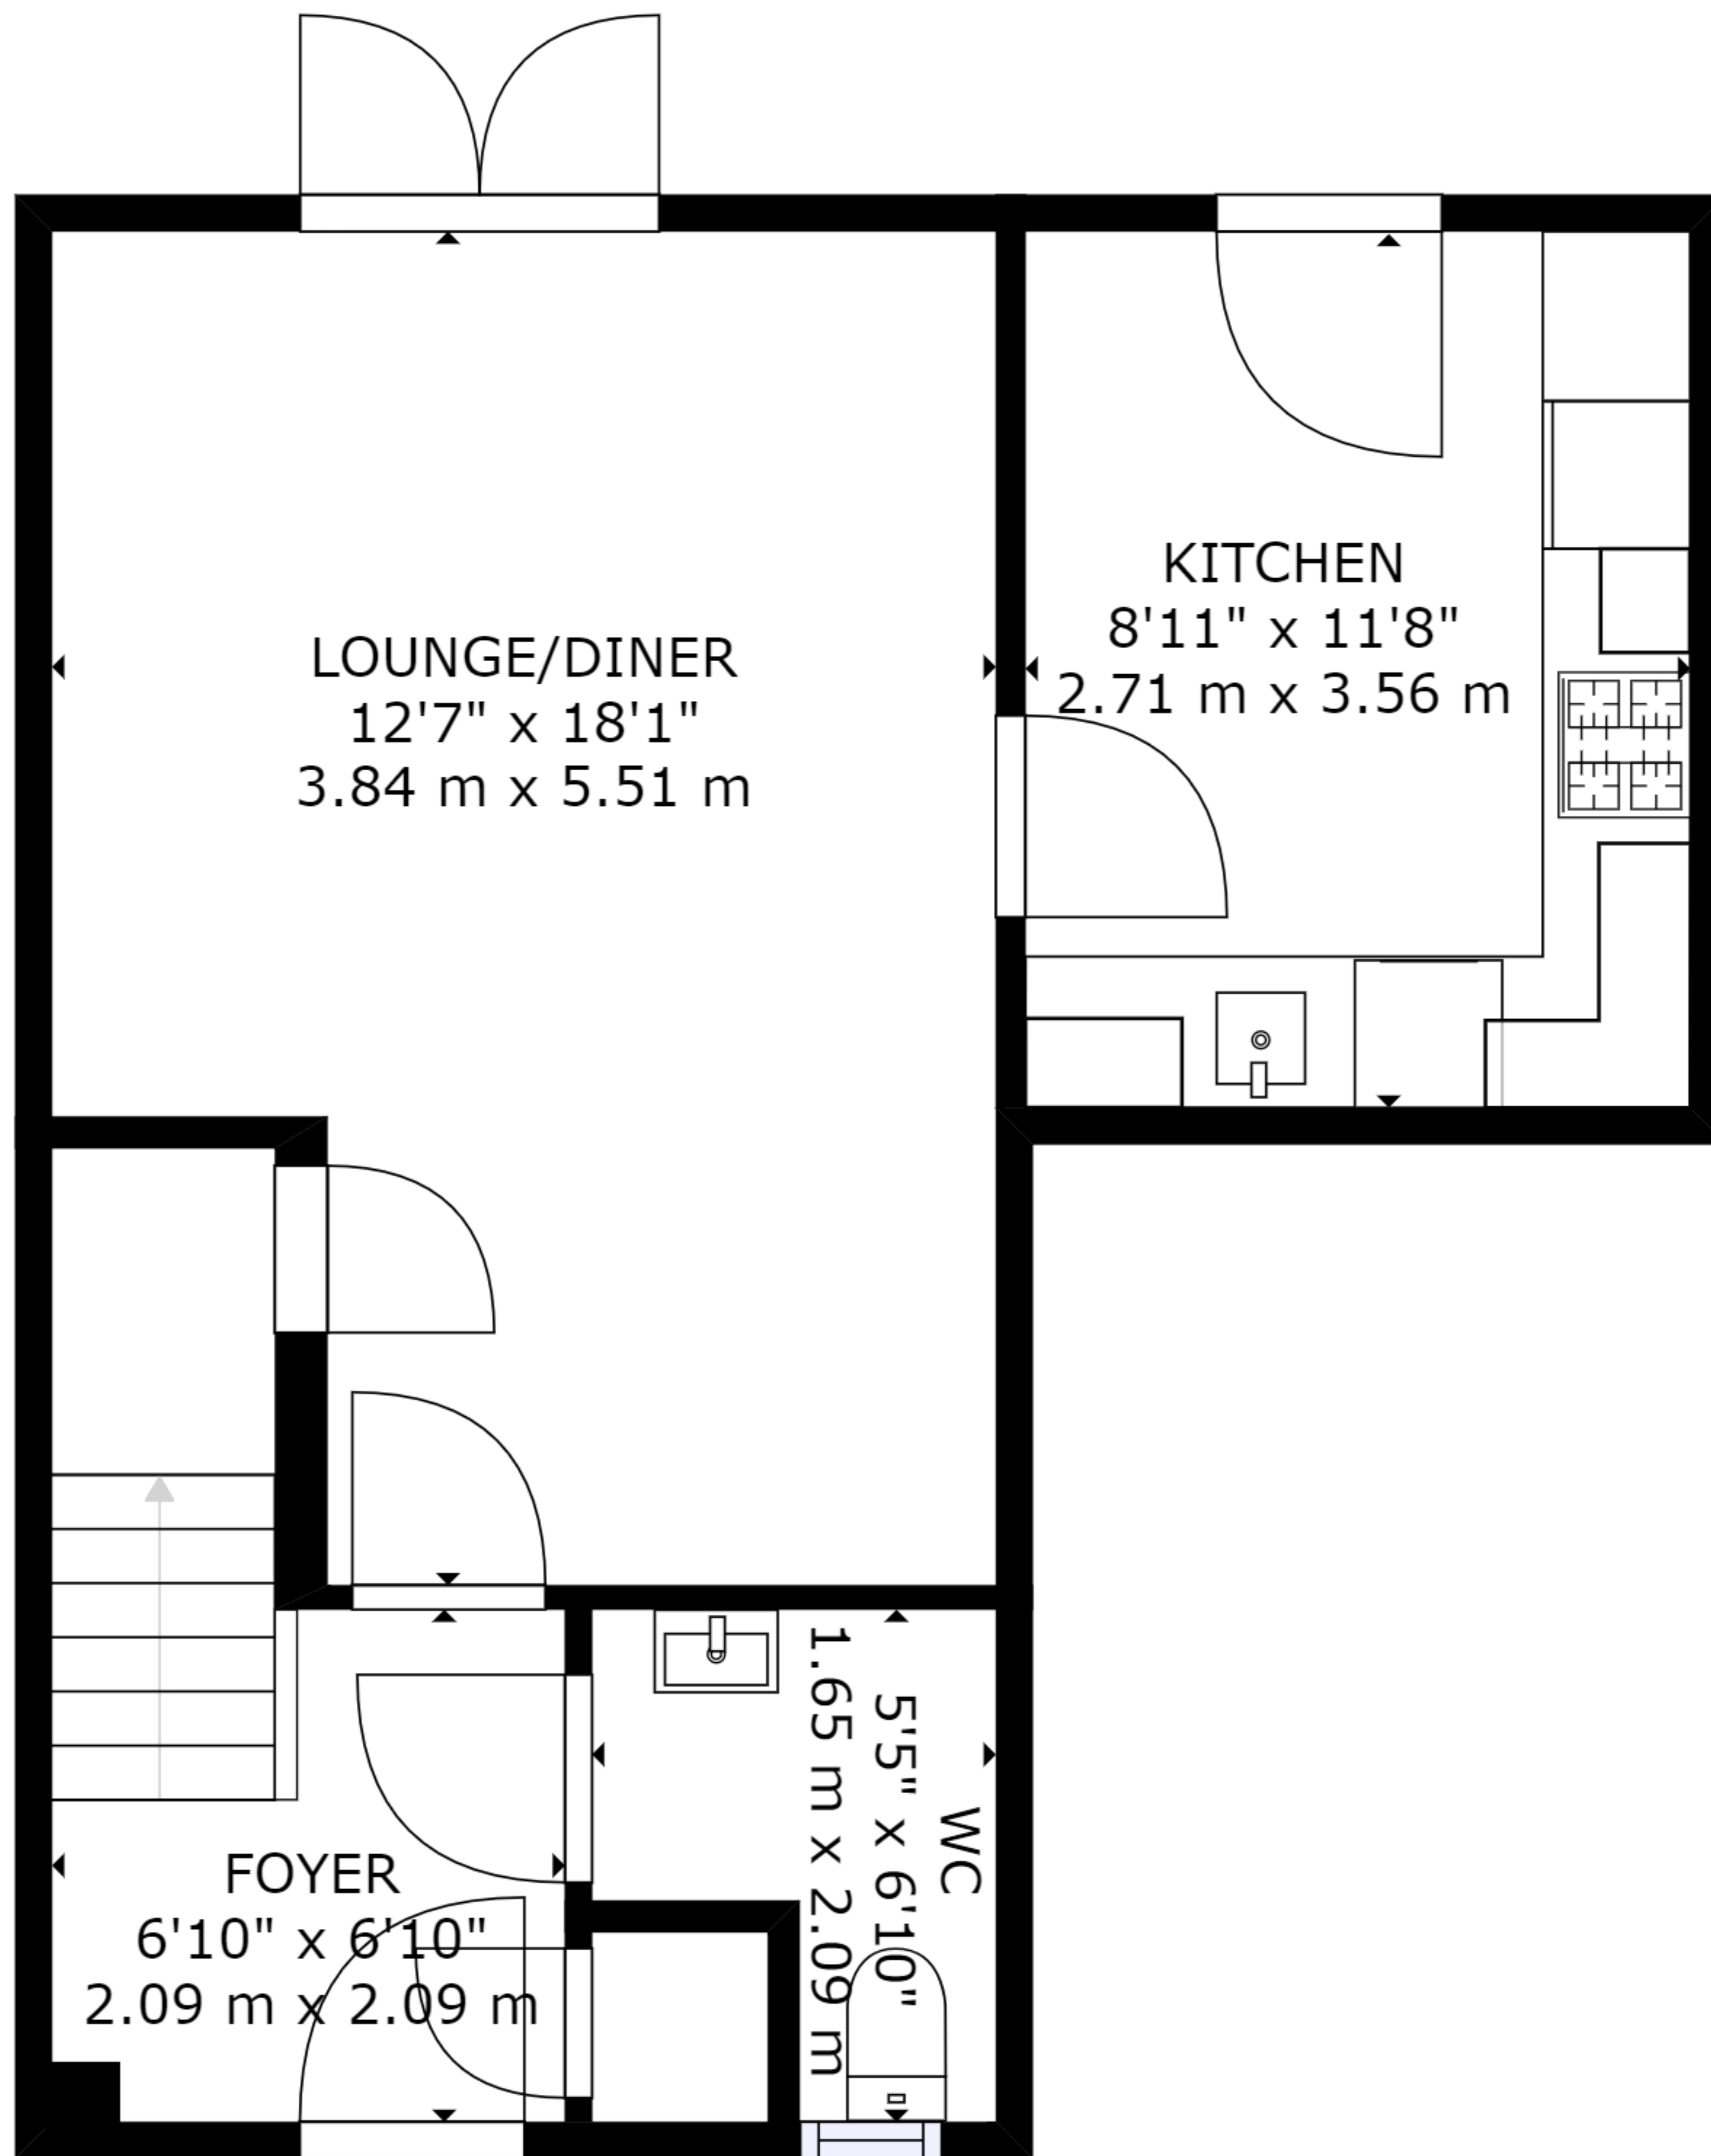 LOUNGE/DINER
12'7" x 18'1"
3.84 m x 5.51 m
KITCHEN
8'11" x 11'8"
2.71 m x 3.56 m
FOYER
6'10" x 6'10"
2.09 m x 2.09 m
WC
5'5" x 6'10"
1.65 m x 2.09 m